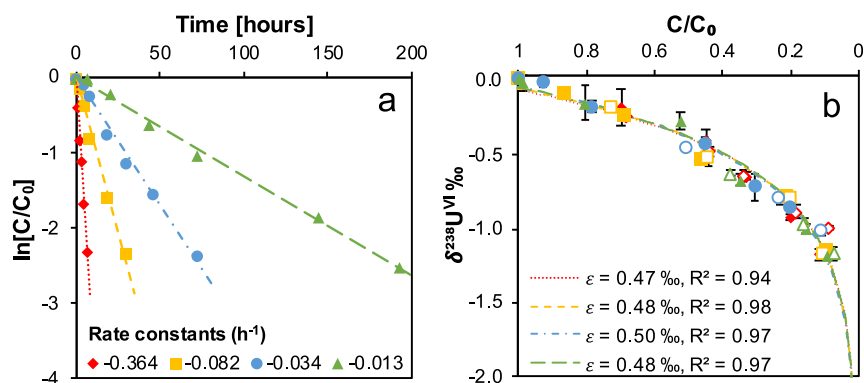 Time [hours]
0 50 100 150 200
0
-1
-2
-3
-4
ln[C/C₀]
a
Rate constants (h⁻¹)
-0.364 -0.082 -0.034 -0.013
C/C₀
1 0.8 0.6 0.4 0.2 0
0.0
-0.5
-1.0
-1.5
-2.0
δ²³⁸Uⱽᴵ‰
b
ε = 0.47 ‰, R² = 0.94
ε = 0.48 ‰, R² = 0.98
ε = 0.50 ‰, R² = 0.97
ε = 0.48 ‰, R² = 0.97